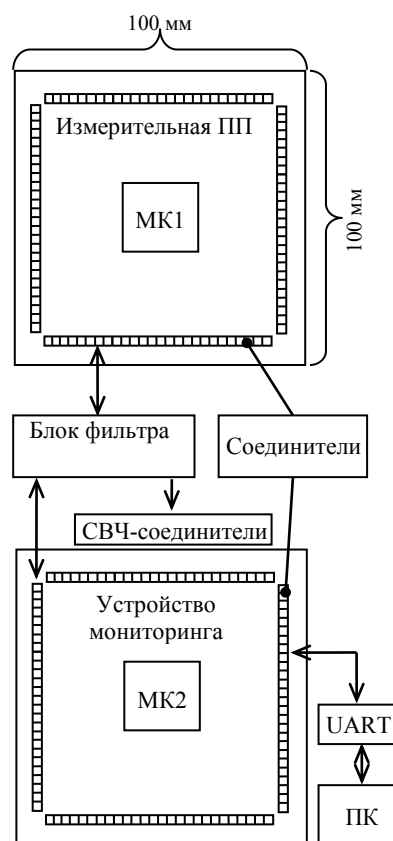 100 мм
Измерительная ПП
МК1
100 мм
Блок фильтра
Соединители
СВЧ-соединители
Устройство
мониторинга
МК2
UART
ПК